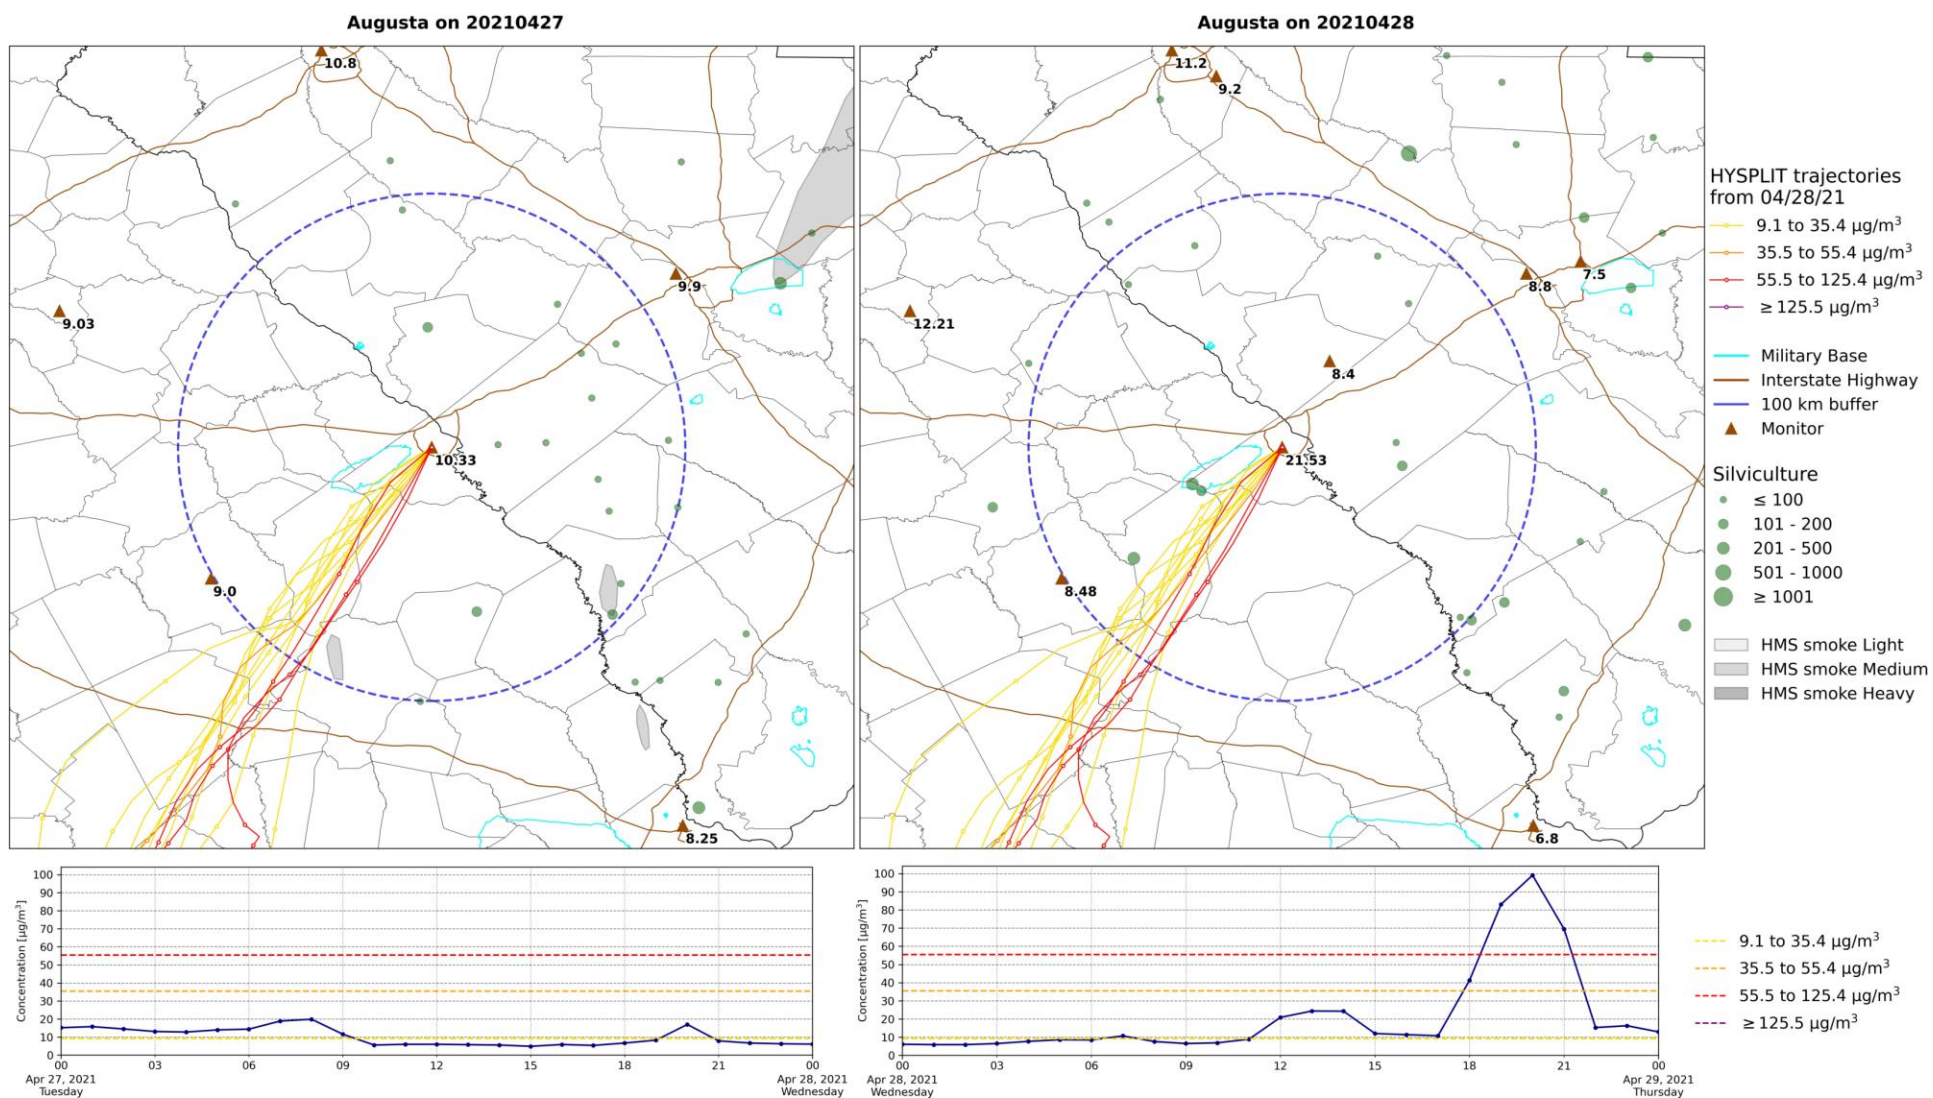 Augusta on 20210427
Augusta on 20210428
10.8
9.03
9.9
10.33
9.0
8.25
11.2
9.2
12.21
8.8
7.5
8.4
21.53
8.48
6.8
HYSPLIT trajectories
from 04/28/21
9.1 to 35.4 µg/m³
35.5 to 55.4 µg/m³
55.5 to 125.4 µg/m³
≥ 125.5 µg/m³
Military Base
Interstate Highway
100 km buffer
Monitor
Silviculture
≤ 100
101 - 200
201 - 500
501 - 1000
≥ 1001
HMS smoke Light
HMS smoke Medium
HMS smoke Heavy
Concentration [µg/m³]
100
90
80
70
60
50
40
30
20
10
0
00 03 06 09 12 15 18 21 00
Apr 27, 2021 Apr 28, 2021
Tuesday Wednesday
Concentration [µg/m³]
100
90
80
70
60
50
40
30
20
10
0
00 03 06 09 12 15 18 21 00
Apr 28, 2021 Apr 29, 2021
Wednesday Thursday
9.1 to 35.4 µg/m³
35.5 to 55.4 µg/m³
55.5 to 125.4 µg/m³
≥ 125.5 µg/m³